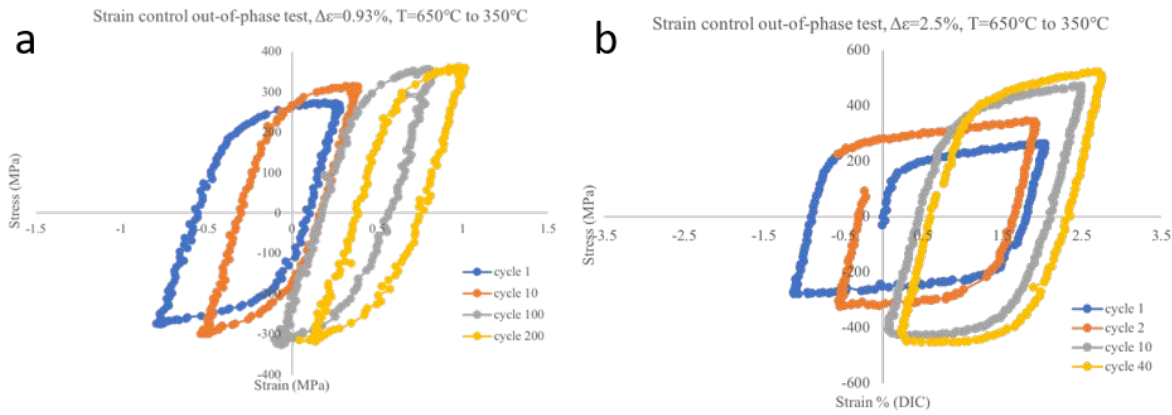 a
Strain control out-of-phase test, Δε=0.93%, T=650°C to 350°C
400
300
200
100
0
-100
-200
-300
-400
-1.5
-1
-0.5
0
0.5
1
1.5
Stress (MPa)
Strain (MPa)
cycle 1
cycle 10
cycle 100
cycle 200
b
Strain control out-of-phase test, Δε=2.5%, T=650°C to 350°C
600
400
200
0
-200
-400
-600
-3.5
-2.5
-1.5
-0.5
0.5
1.5
2.5
3.5
Stress (MPa)
Strain % (DIC)
cycle 1
cycle 2
cycle 10
cycle 40